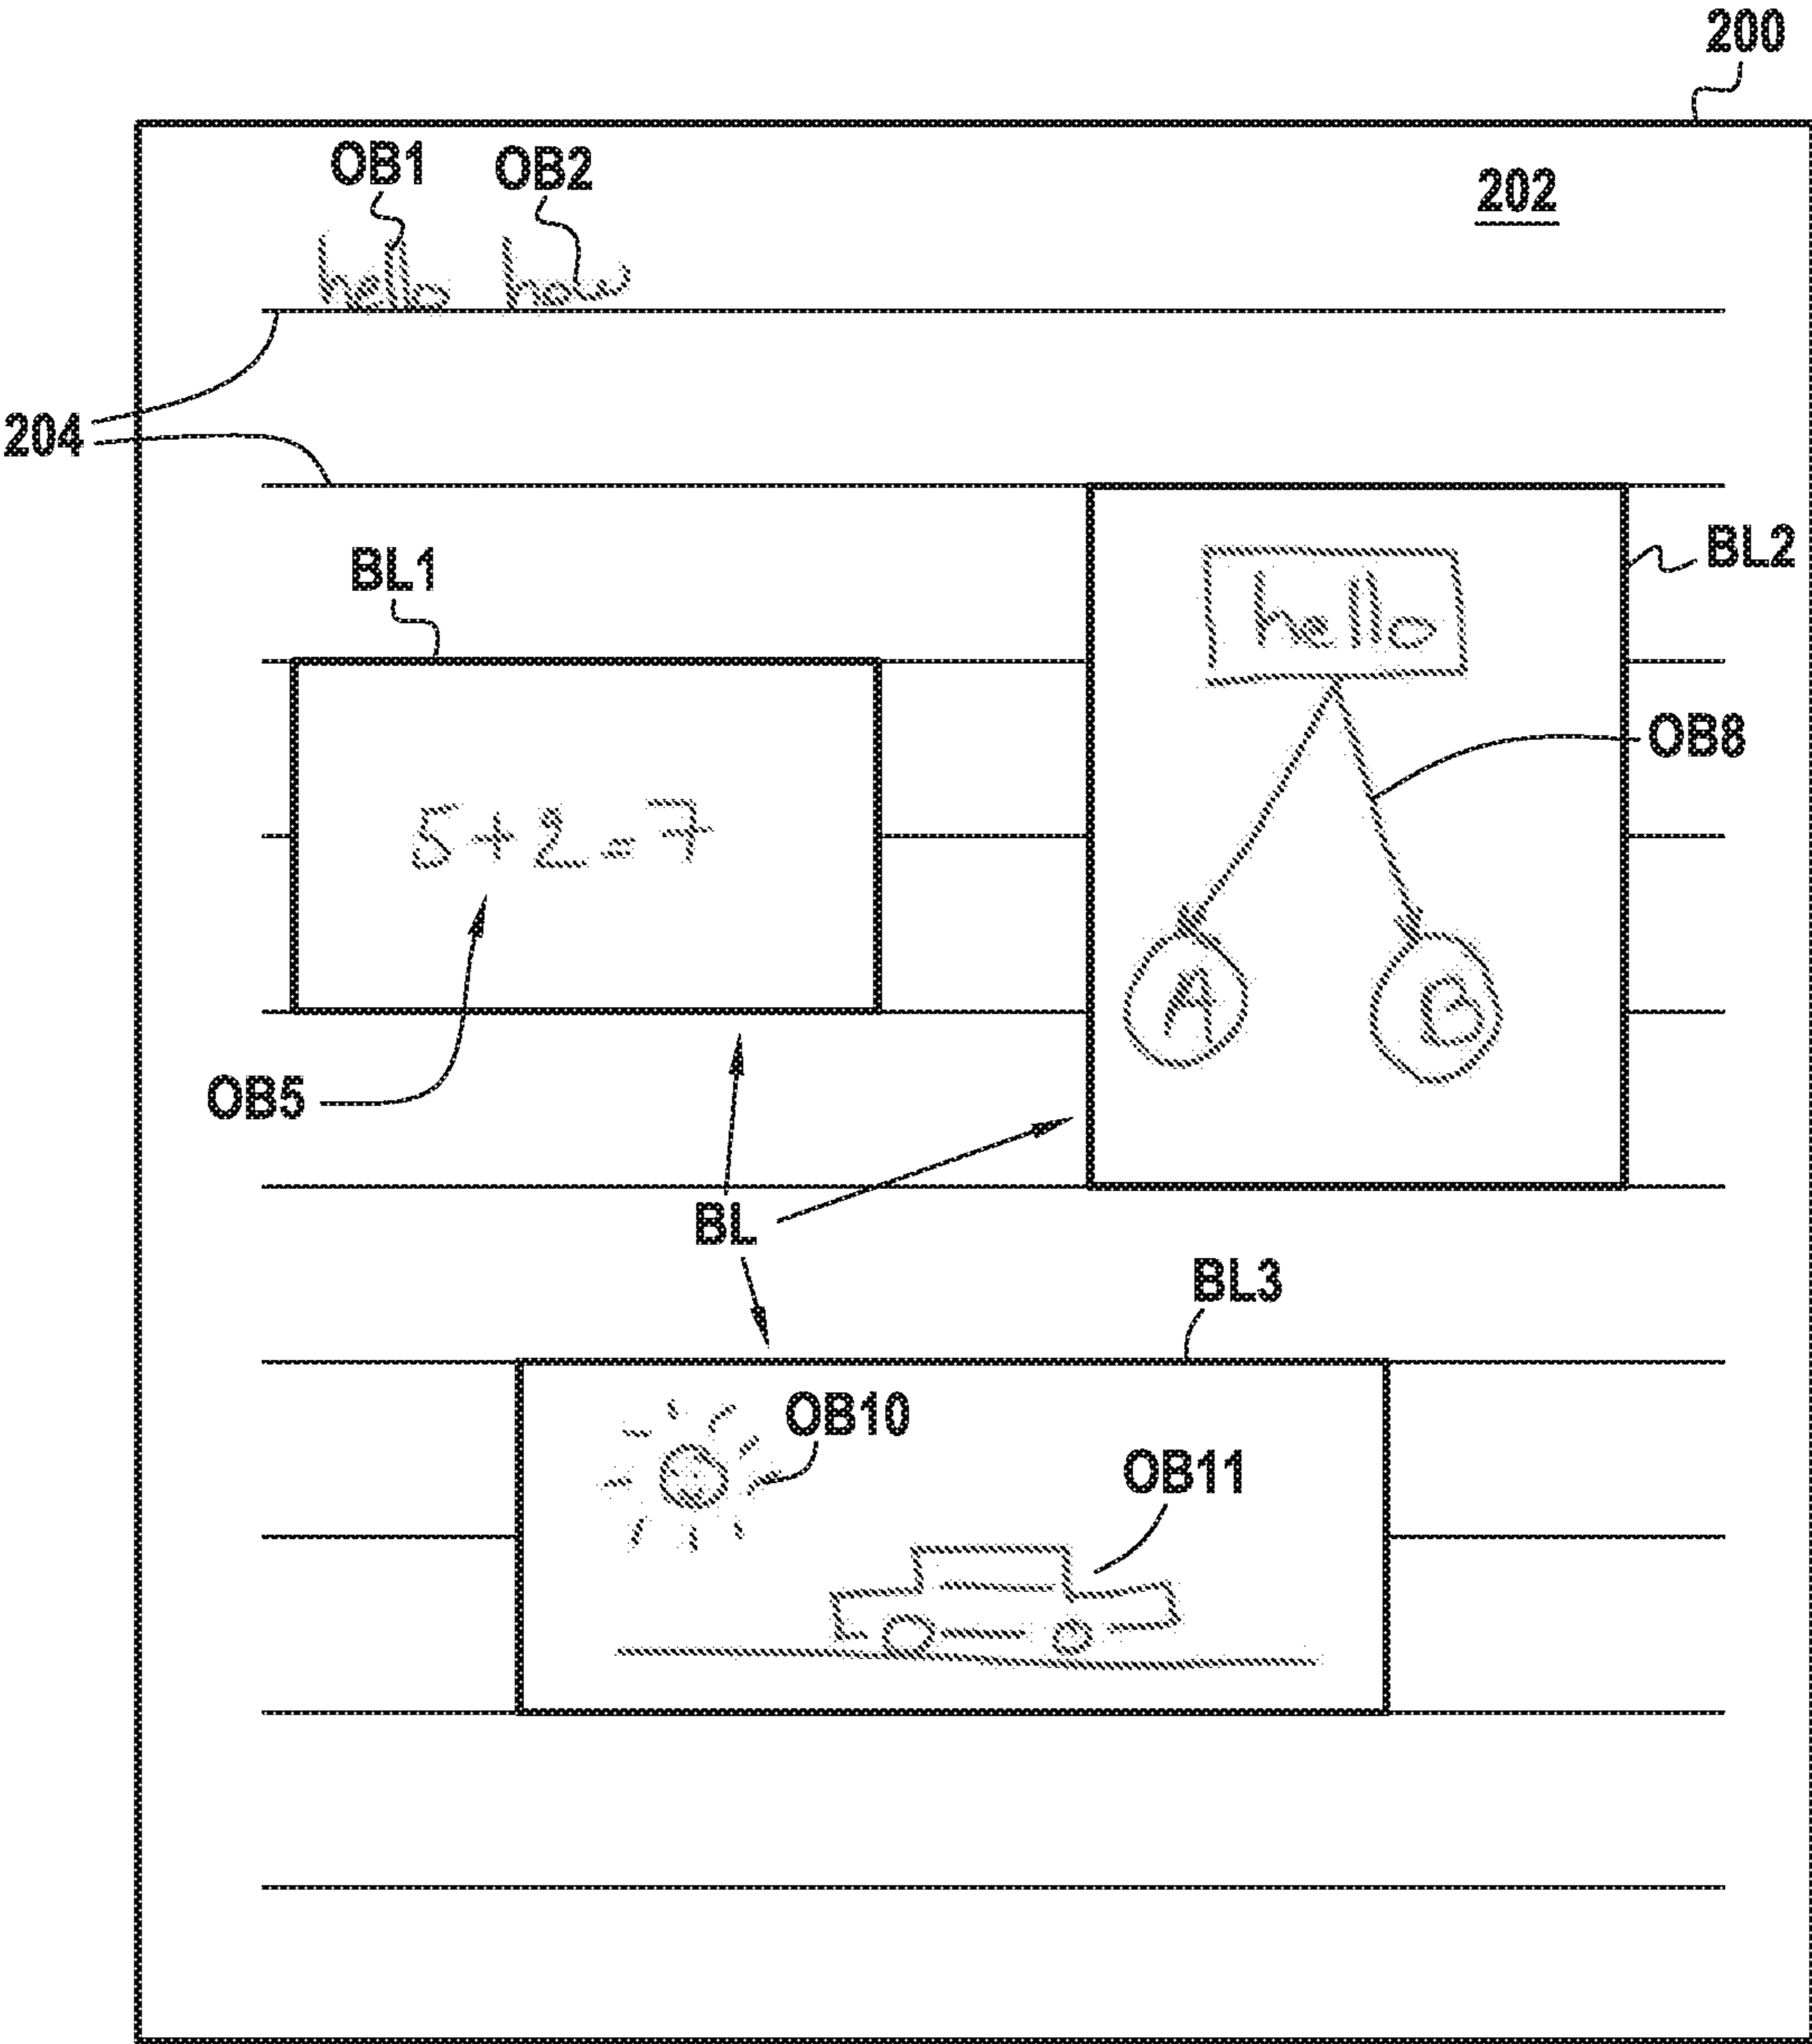 200
OB1 OB2
202
hello how
204
BL1
BL2
hello
OB8
5+2=7
A B
OB5
BL
BL3
OB10
OB11